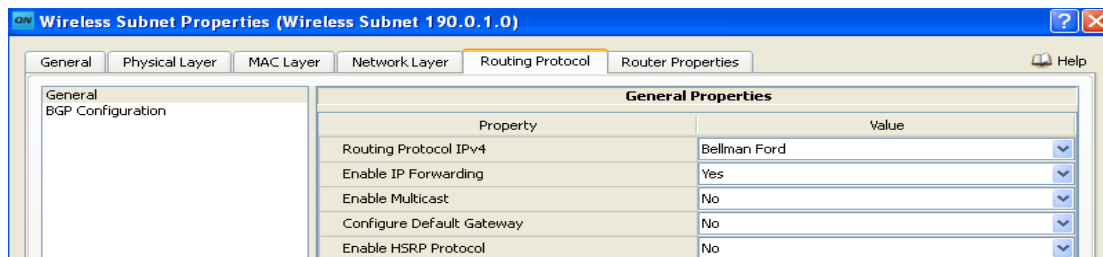 QN Wireless Subnet Properties (Wireless Subnet 190.0.1.0) ?
General Physical Layer MAC Layer Network Layer Routing Protocol Router Properties Help
General
BGP Configuration
General Properties
Property Value
Routing Protocol IPv4 Bellman Ford
Enable IP Forwarding Yes
Enable Multicast No
Configure Default Gateway No
Enable HSRP Protocol No